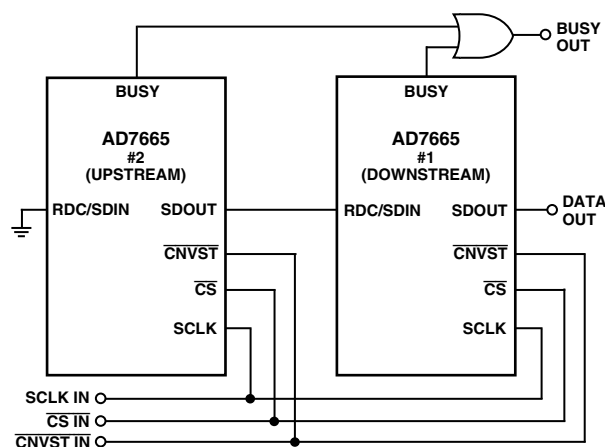 BUSY
OUT
BUSY
BUSY
AD7665
#2
(UPSTREAM)
AD7665
#1
(DOWNSTREAM)
RDC/SDIN
SDOUT
RDC/SDIN
SDOUT
DATA
OUT
CNVST
CNVST
CS
CS
SCLK
SCLK
SCLK IN
CS IN
CNVST IN